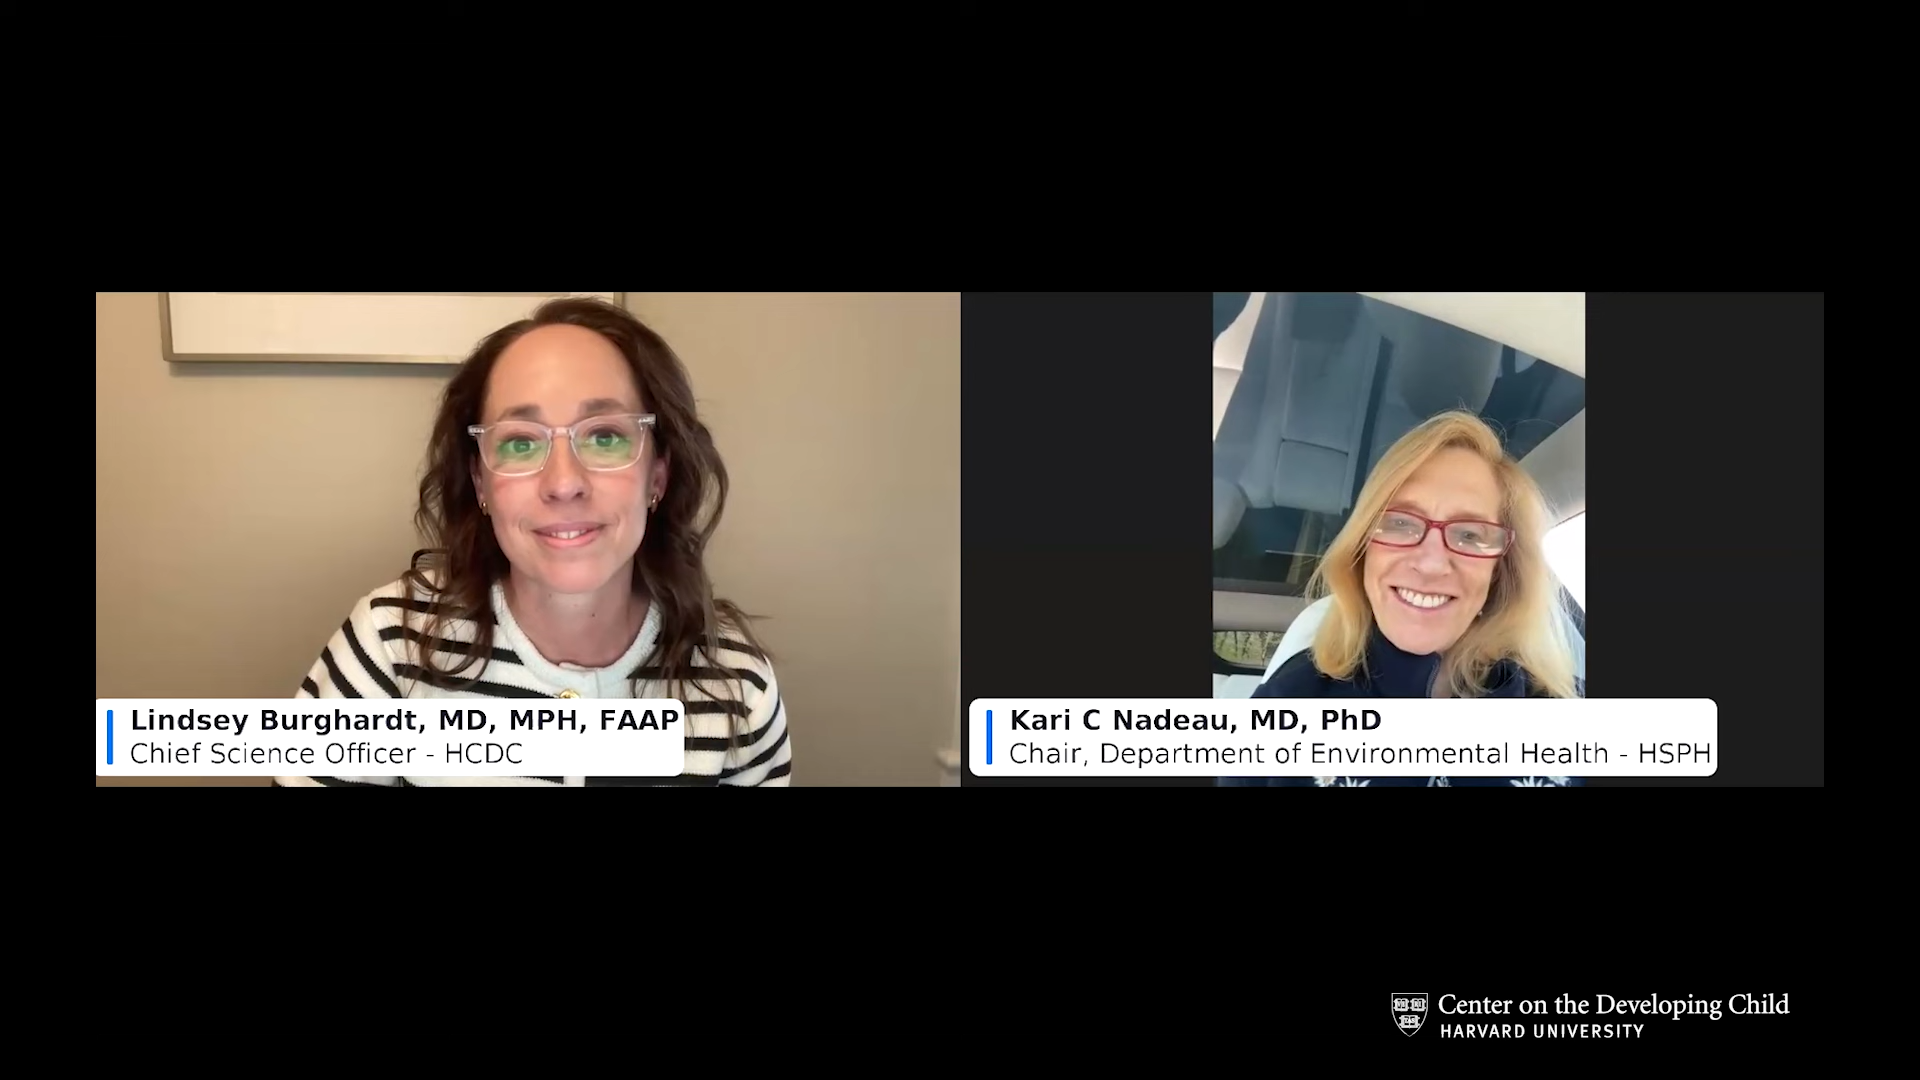 Lindsey Burghardt, MD, MPH, FAAP
Chief Science Officer - HCDC
Kari C Nadeau, MD, PhD
Chair, Department of Environmental Health - HSPH
Center on the Developing Child
HARVARD UNIVERSITY